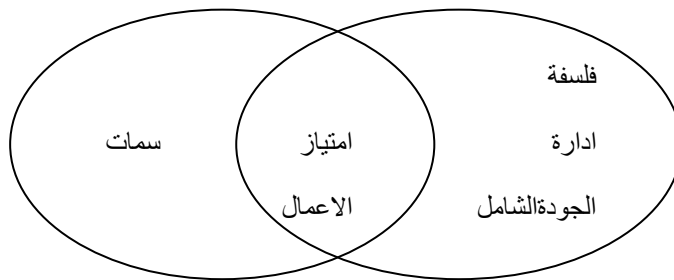 فلسفة
ادارة
الجودةالشامل
امتياز
الاعمال
سمات